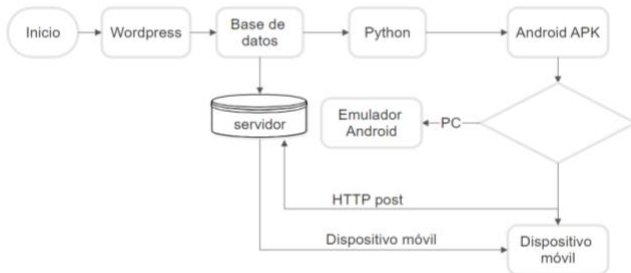 Inicio
Wordpress
Base de
datos
Python
Android APK
servidor
Emulador
Android
PC
HTTP post
Dispositivo móvil
Dispositivo
móvil